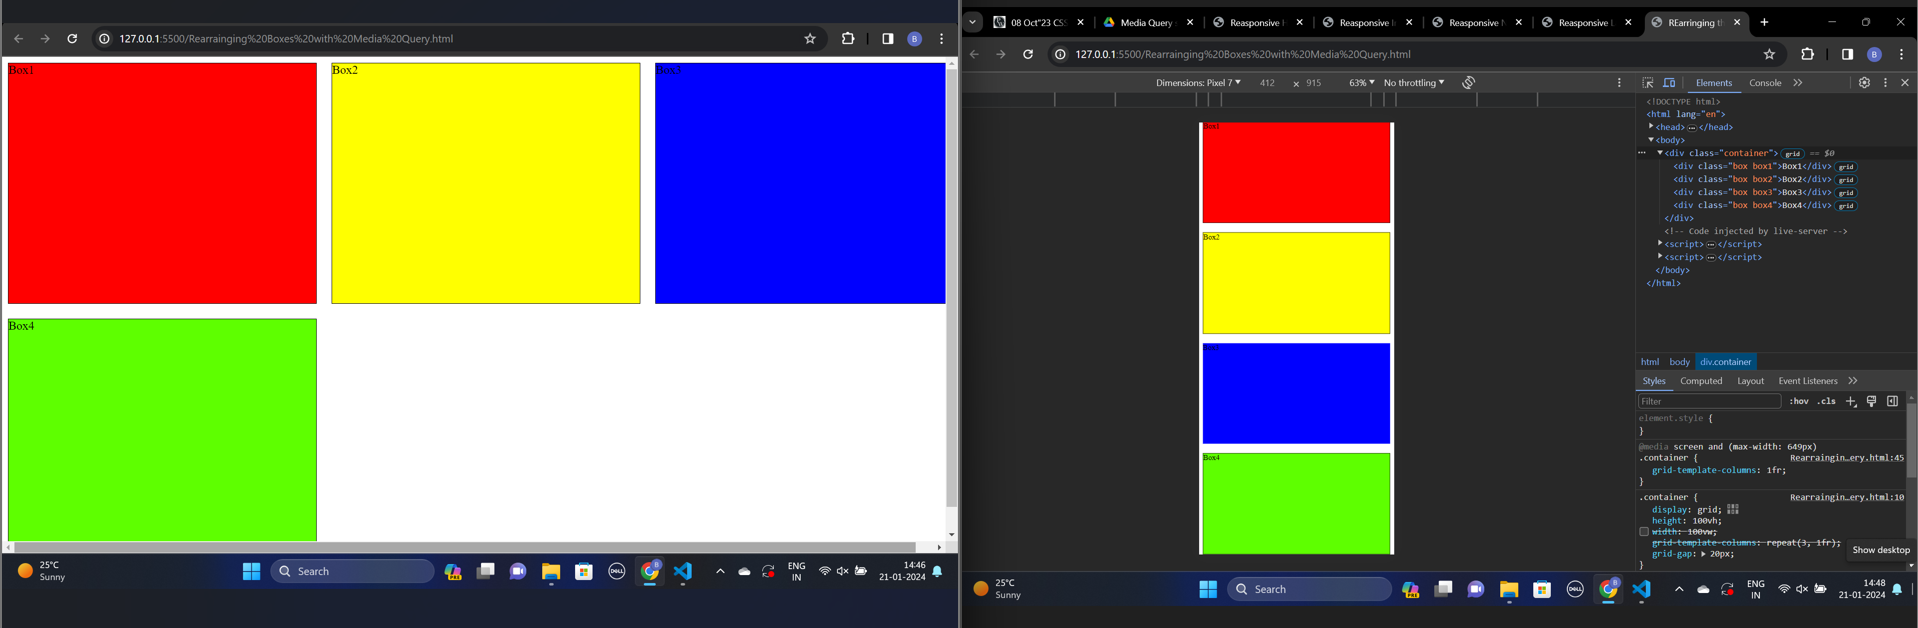 127.0.0.1:5500/Rearrainging%20Boxes%20with%20Media%20Query.html
B
Box1
Box2
Box3
Box4
25°C
Sunny
Search
PRE
DELL
B
ENG
IN
14:46
21-01-2024
08 Oct"23 CSS
Media Query
Reasponsive
Reasponsive
Reasponsive
Reasponsive
REarringing th
127.0.0.1:5500/Rearrainging%20Boxes%20with%20Media%20Query.html
B
Dimensions: Pixel 7
412
×
915
63%
No throttling
Box1
Box2
Box4
Elements
Console
<!DOCTYPE html>
<html lang="en">
<head>
</head>
<body>
<div class="container"> grid == $0
<div class="box box1">Box1</div> grid
<div class="box box2">Box2</div> grid
<div class="box box3">Box3</div> grid
<div class="box box4">Box4</div> grid
</div>
<!-- Code injected by live-server -->
<script>
</script>
<script>
</script>
</body>
</html>
html body div.container
Styles Computed Layout Event Listeners
Filter
:hov .cls
element.style {
}
@media screen and (max-width: 649px)
.container {
Rearraingin…ery.html:45
grid-template-columns: 1fr;
}
.container {
Rearraingin…ery.html:10
display: grid;
height: 100vh;
width: 100vw;
grid-template-columns: repeat(3, 1fr);
grid-gap: 20px;
}
Show desktop
25°C
Sunny
Search
PRE
DELL
B
ENG
IN
14:48
21-01-2024